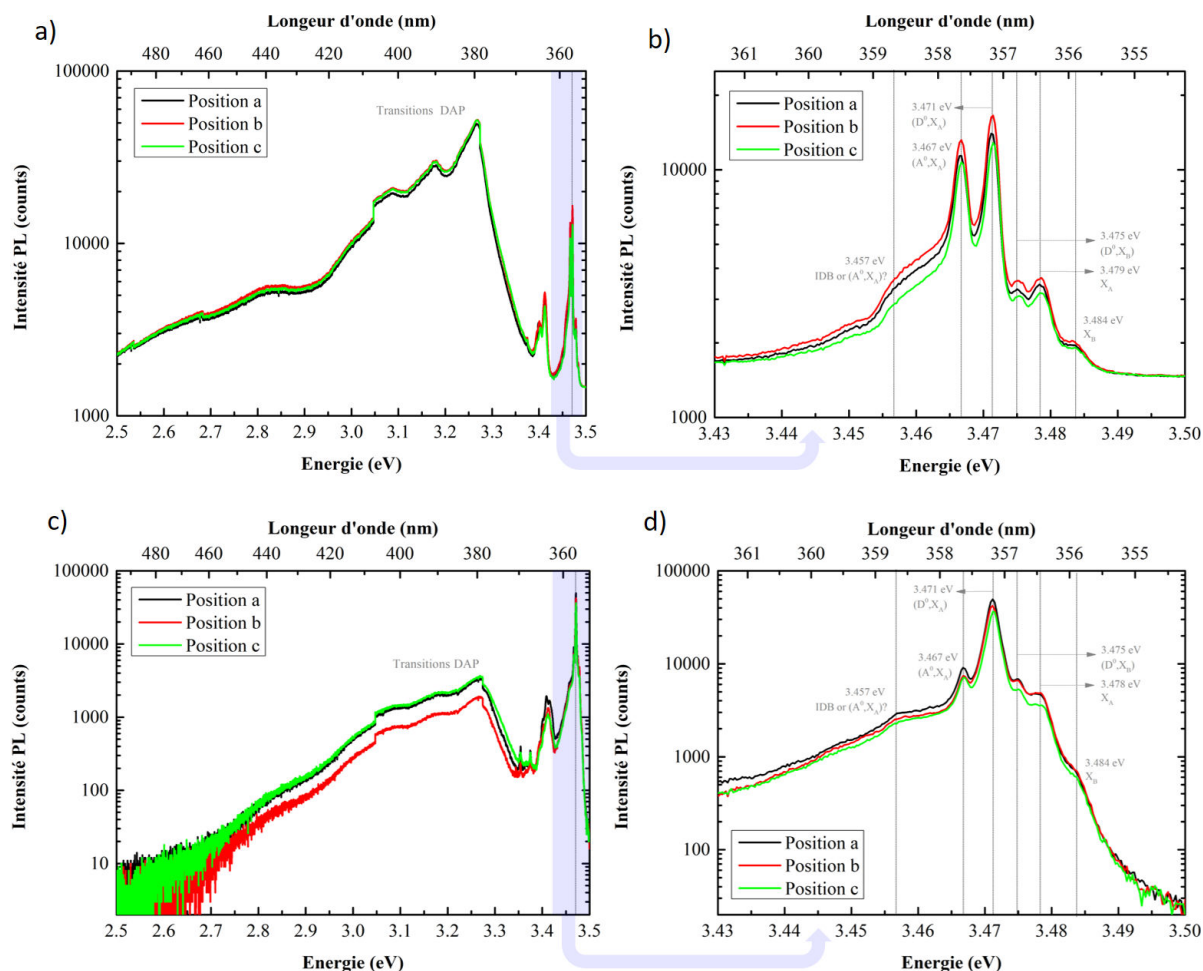 a)
Longeur d'onde (nm)
480 460 440 420 400 380 360
100000
10000
1000
Intensité PL (counts)
Position a
Position b
Position c
Transitions DAP
2.5 2.6 2.7 2.8 2.9 3.0 3.1 3.2 3.3 3.4 3.5
Energie (eV)
b)
Longeur d'onde (nm)
361 360 359 358 357 356 355
10000
1000
Intensité PL (counts)
Position a
Position b
Position c
3.471 eV
(D⁰,X_A)
3.467 eV
(A⁰,X_A)
3.457 eV
IDB or (A⁰,X_A)?
3.475 eV
(D⁰,X_B)
3.479 eV
X_A
3.484 eV
X_B
3.43 3.44 3.45 3.46 3.47 3.48 3.49 3.50
Energie (eV)
c)
Longeur d'onde (nm)
480 460 440 420 400 380 360
100000
10000
1000
100
10
Intensité PL (counts)
Position a
Position b
Position c
Transitions DAP
2.5 2.6 2.7 2.8 2.9 3.0 3.1 3.2 3.3 3.4 3.5
Energie (eV)
d)
Longeur d'onde (nm)
361 360 359 358 357 356 355
100000
10000
1000
100
Intensité PL (counts)
3.471 eV
(D⁰,X_A)
3.467 eV
(A⁰,X_A)
3.457 eV
IDB or (A⁰,X_A)?
3.475 eV
(D⁰,X_B)
3.478 eV
X_A
3.484 eV
X_B
Position a
Position b
Position c
3.43 3.44 3.45 3.46 3.47 3.48 3.49 3.50
Energie (eV)